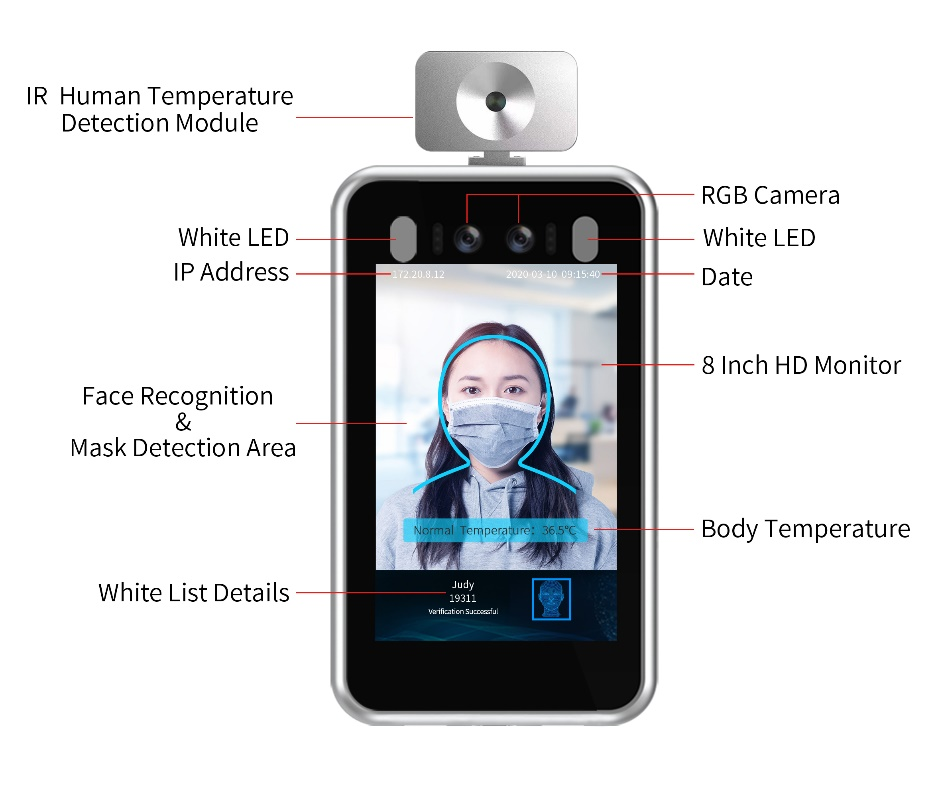 IR Human Temperature
Detection Module
RGB Camera
White LED
White LED
IP Address
172.20.8.12
2020-03-10 09:15:40
Date
8 Inch HD Monitor
Face Recognition
&
Mask Detection Area
Normal Temperature: 36.5°C
Body Temperature
White List Details
Judy
19311
Verification Successful